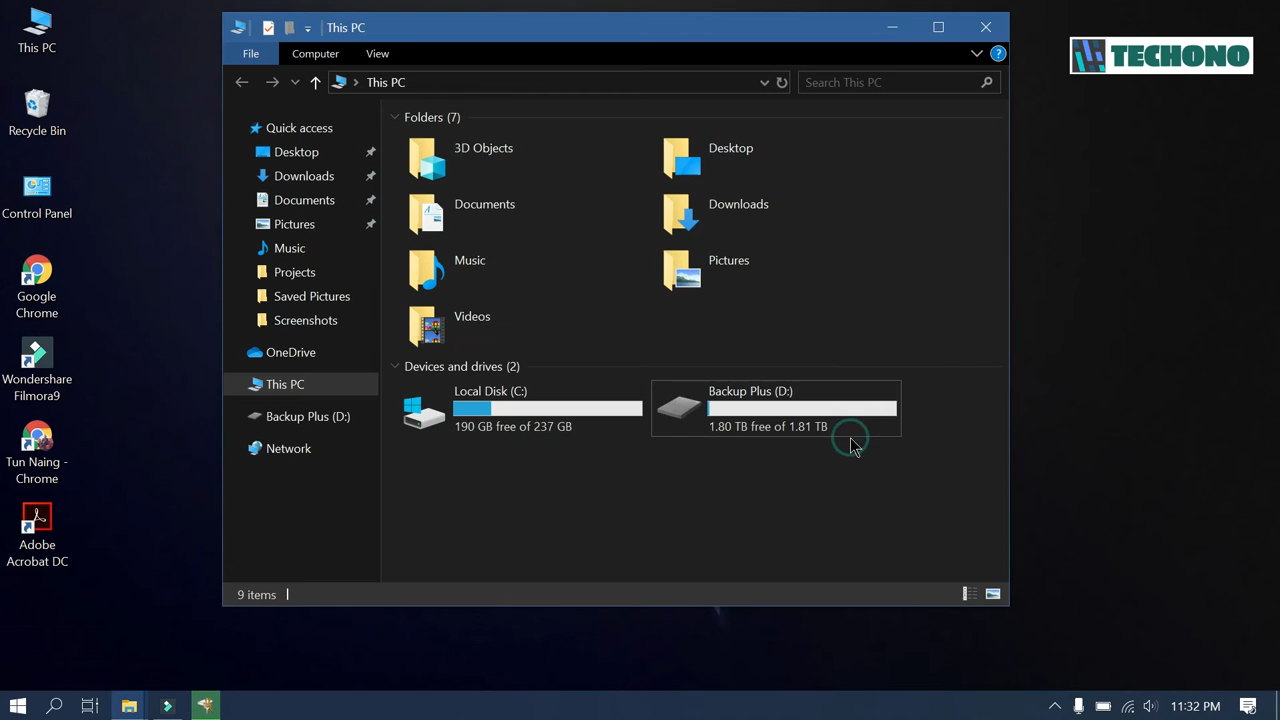 This PC
Recycle Bin
Control Panel
Google
Chrome
Wondershare
Filmora9
Tun Naing -
Chrome
Adobe
Acrobat DC
This PC
File
Computer
View
This PC
Search This PC
Quick access
Desktop
Downloads
Documents
Pictures
Music
Projects
Saved Pictures
Screenshots
OneDrive
This PC
Backup Plus (D:)
Network
Folders (7)
3D Objects
Desktop
Documents
Downloads
Music
Pictures
Videos
Devices and drives (2)
Local Disk (C:)
190 GB free of 237 GB
Backup Plus (D:)
1.80 TB free of 1.81 TB
9 items
TECHONO
11:32 PM